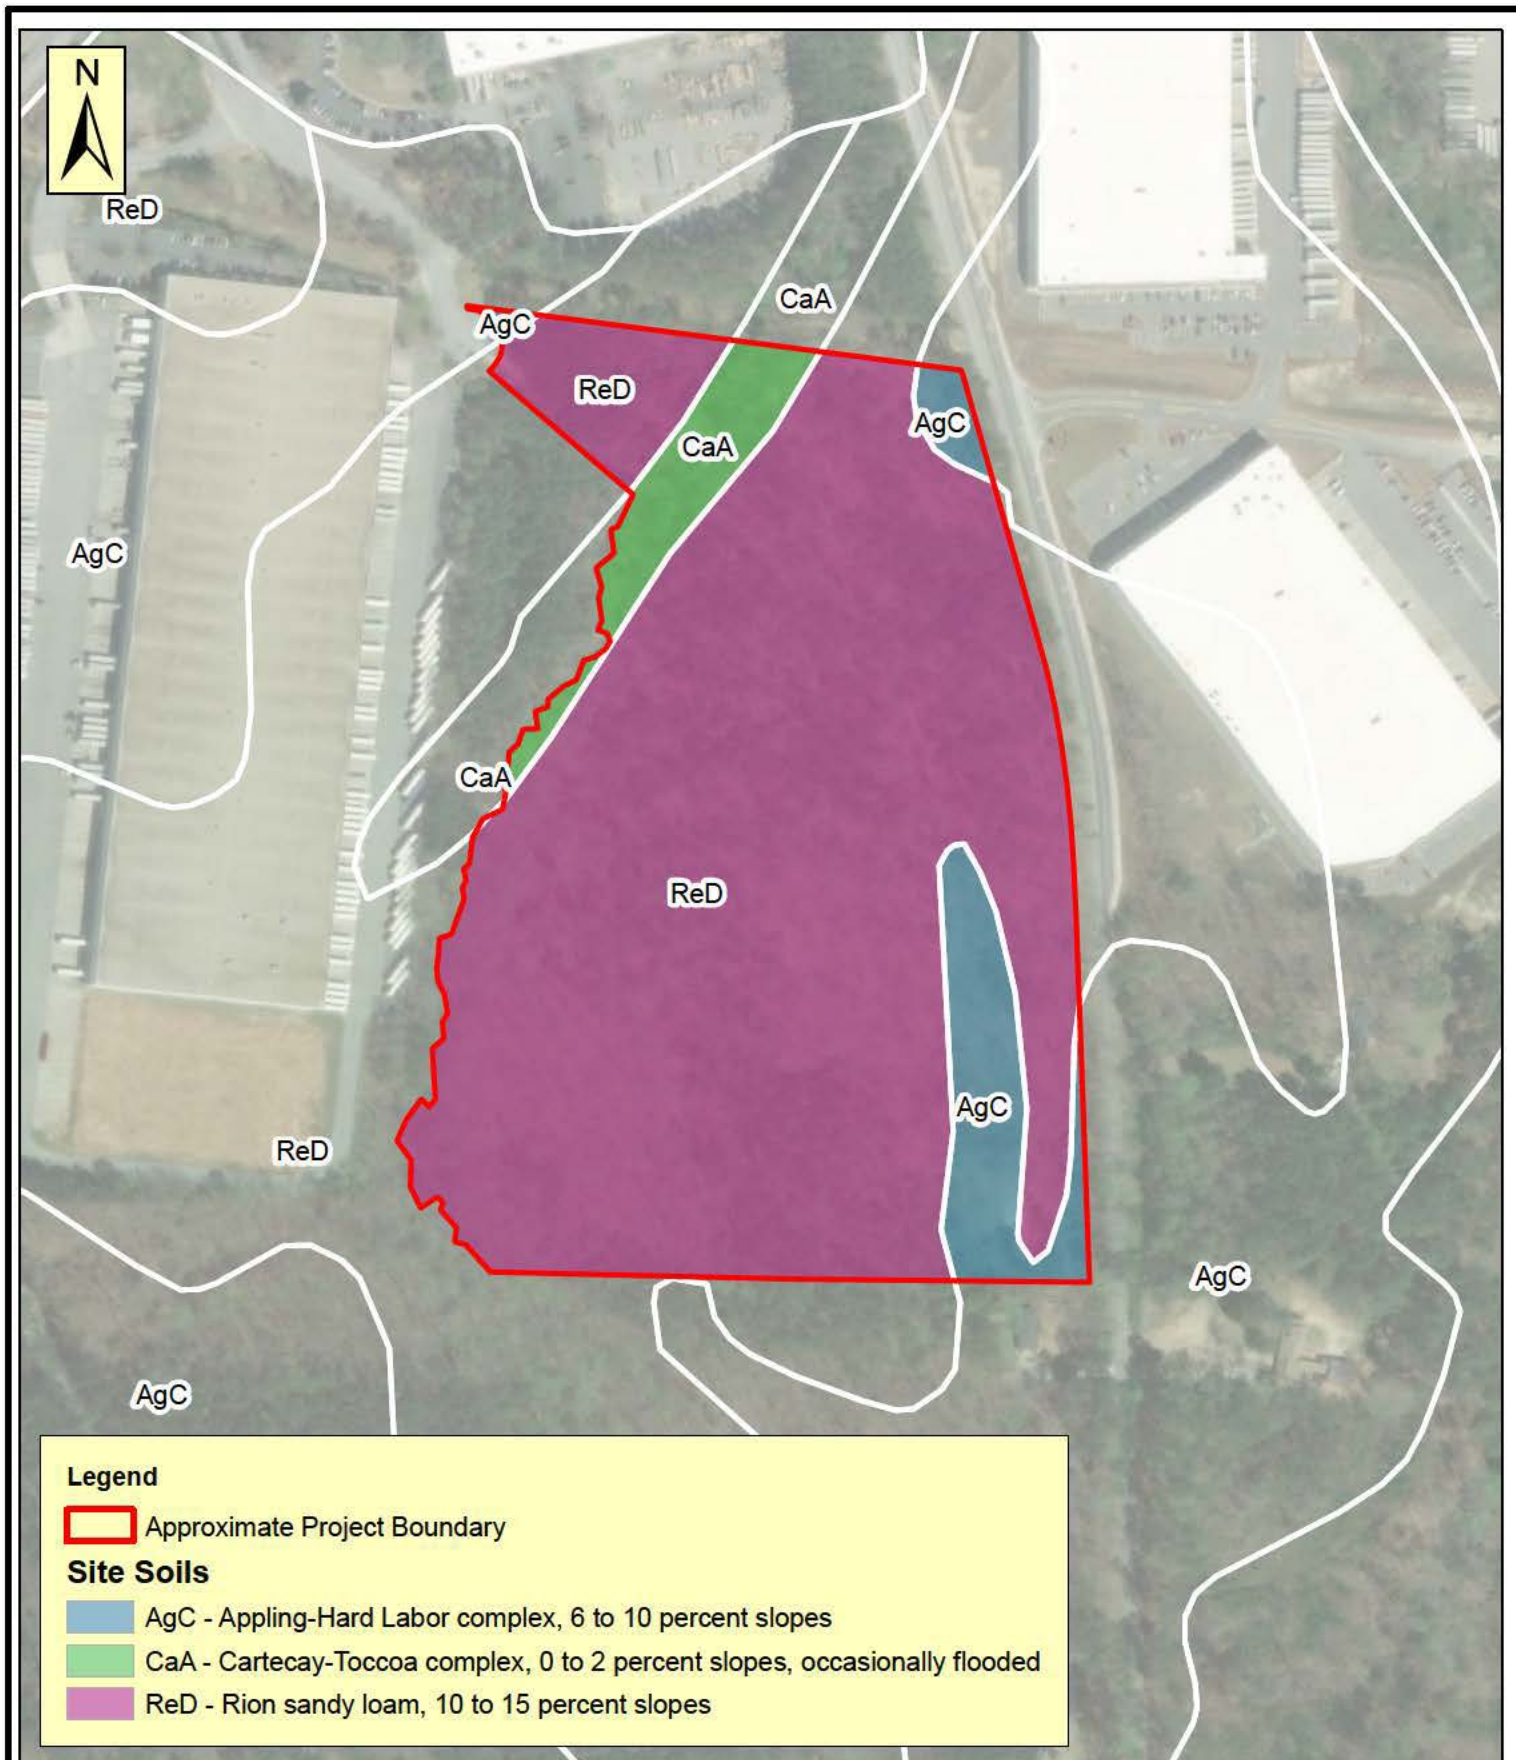 N
ReD
CaA
AgC
ReD
AgC
CaA
AgC
CaA
ReD
AgC
ReD
AgC
AgC
Legend
Approximate Project Boundary
Site Soils
AgC - Appling-Hard Labor complex, 6 to 10 percent slopes
CaA - Cartecay-Toccoa complex, 0 to 2 percent slopes, occasionally flooded
ReD - Rion sandy loam, 10 to 15 percent slopes